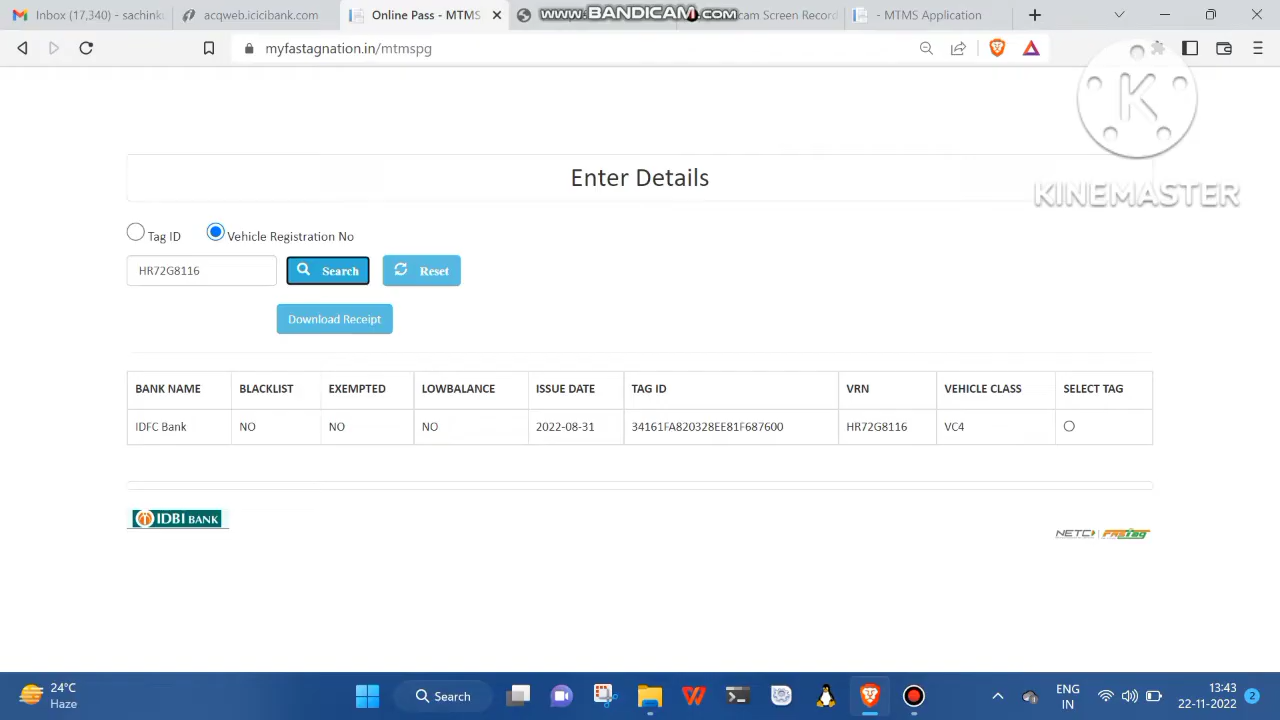 Inbox (17,340) - sachin
acqweb.icicibank.com
Online Pass - MTMS
www.BANDICAM.com
cam Screen Record
- MTMS Application
myfastagnation.in/mtmspg
KINEMASTER
Enter Details
Tag ID
Vehicle Registration No
HR72G8116
Search
Reset
Download Receipt
BANK NAME BLACKLIST EXEMPTED LOWBALANCE ISSUE DATE TAG ID VRN VEHICLE CLASS SELECT TAG
IDFC Bank NO NO NO 2022-08-31 34161FA820328EE81F687600 HR72G8116 VC4
IDBI BANK
NETC FASTag
24°C
Haze
Search
ENG
IN
13:43
22-11-2022
2